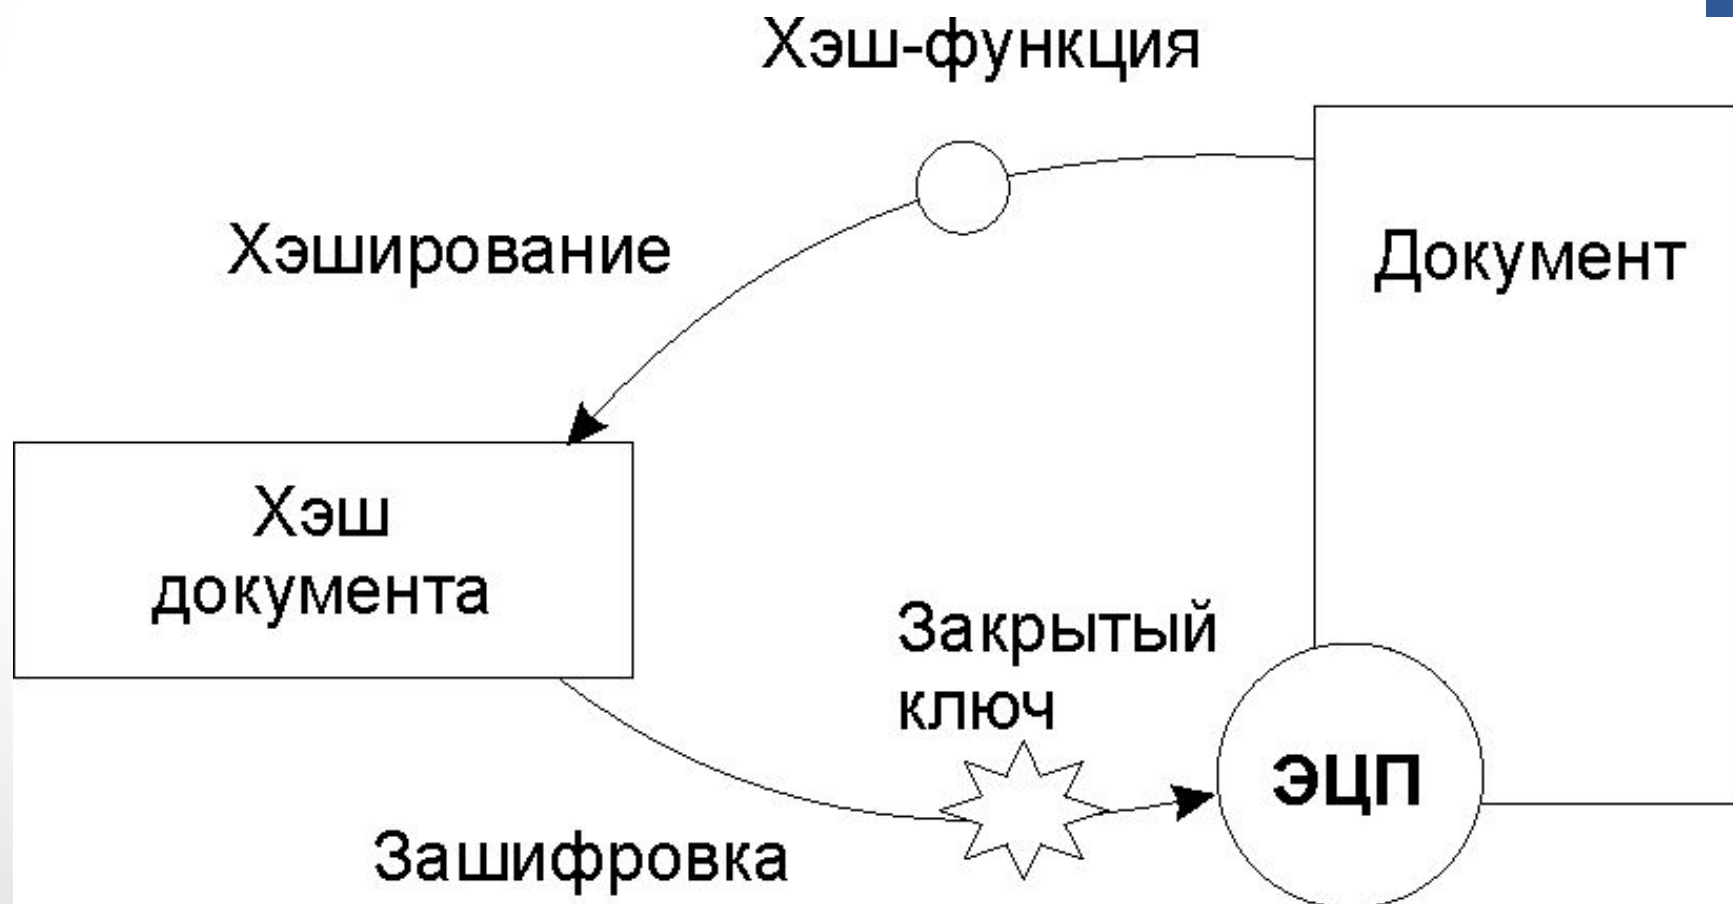 Хэш-функция
Хэширование
Документ
Хэш
документа
Закрытый
ключ
ЭЦП
Зашифровка